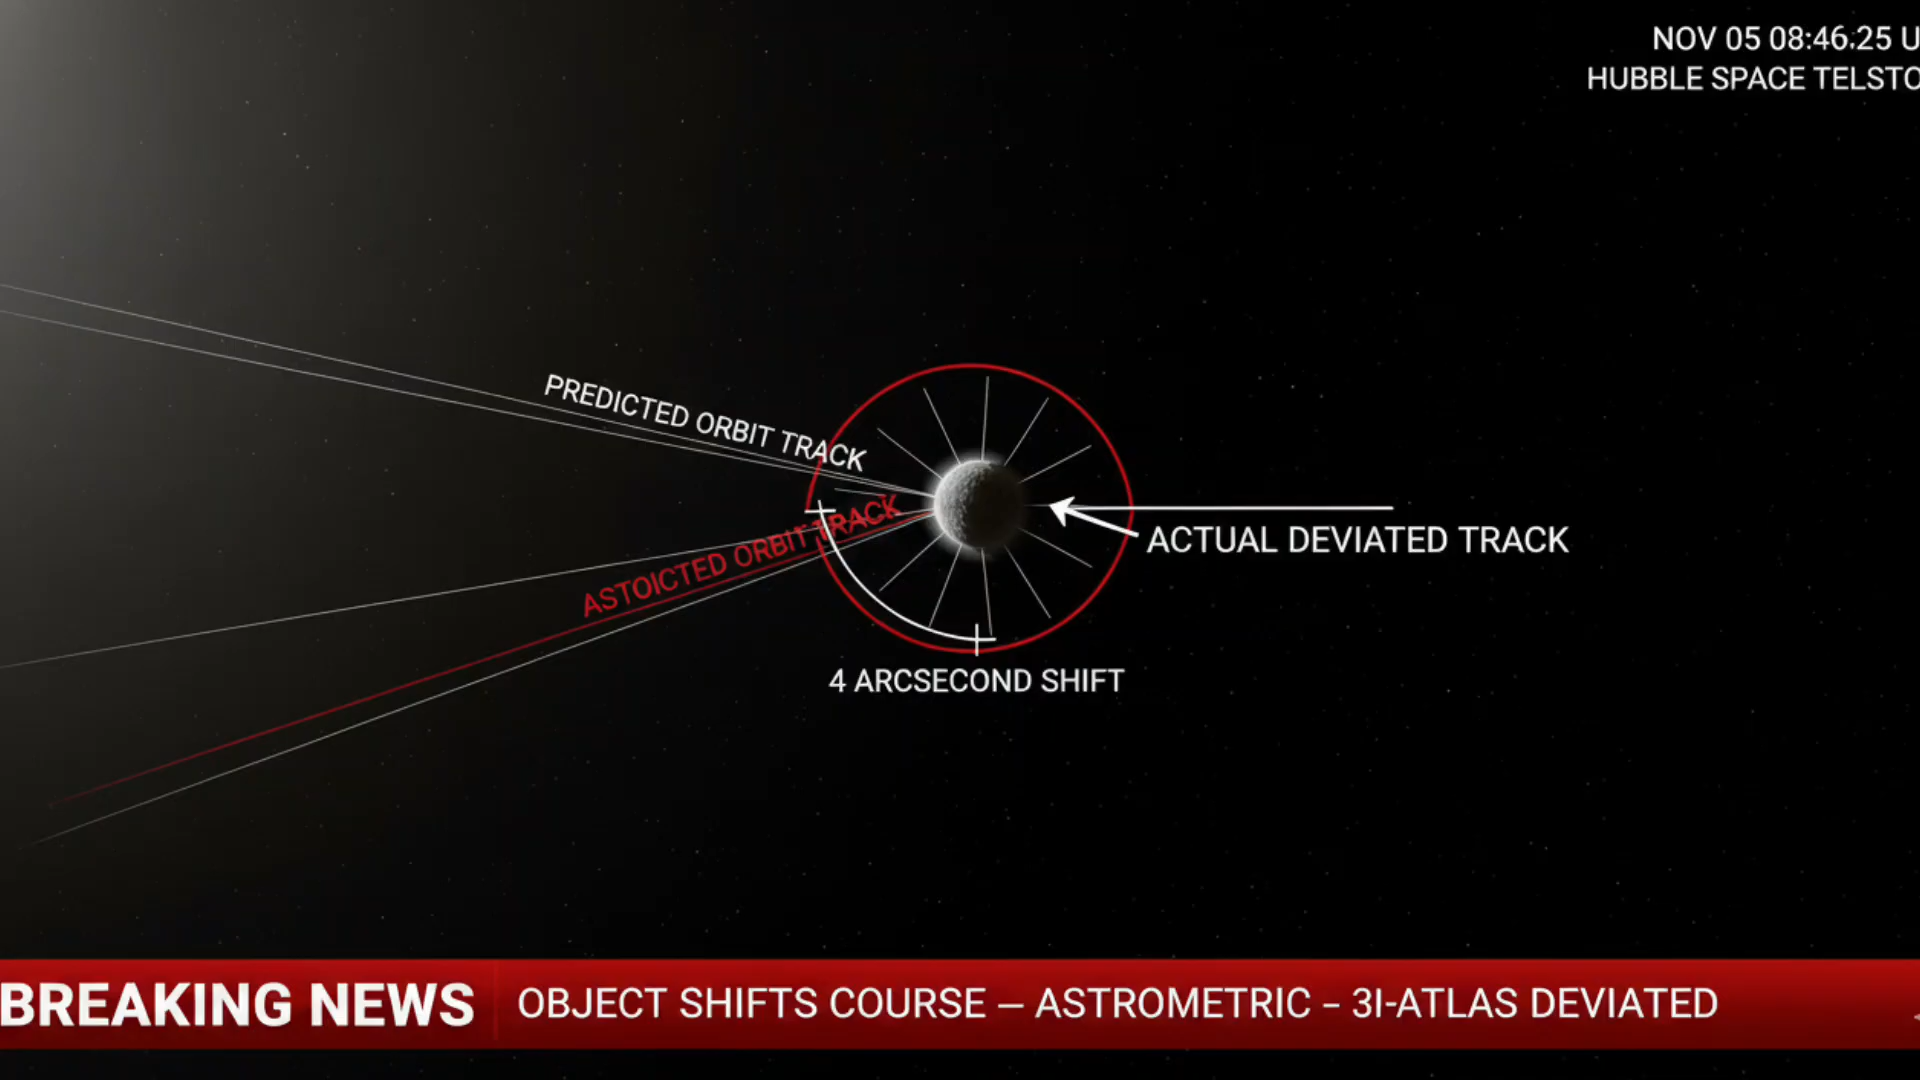 NOV 05 08:46:25 U
HUBBLE SPACE TELSTO
PREDICTED ORBIT TRACK
ASTOICTED ORBIT TRACK
ACTUAL DEVIATED TRACK
4 ARCSECOND SHIFT
BREAKING NEWS
OBJECT SHIFTS COURSE – ASTROMETRIC - 3I-ATLAS DEVIATED